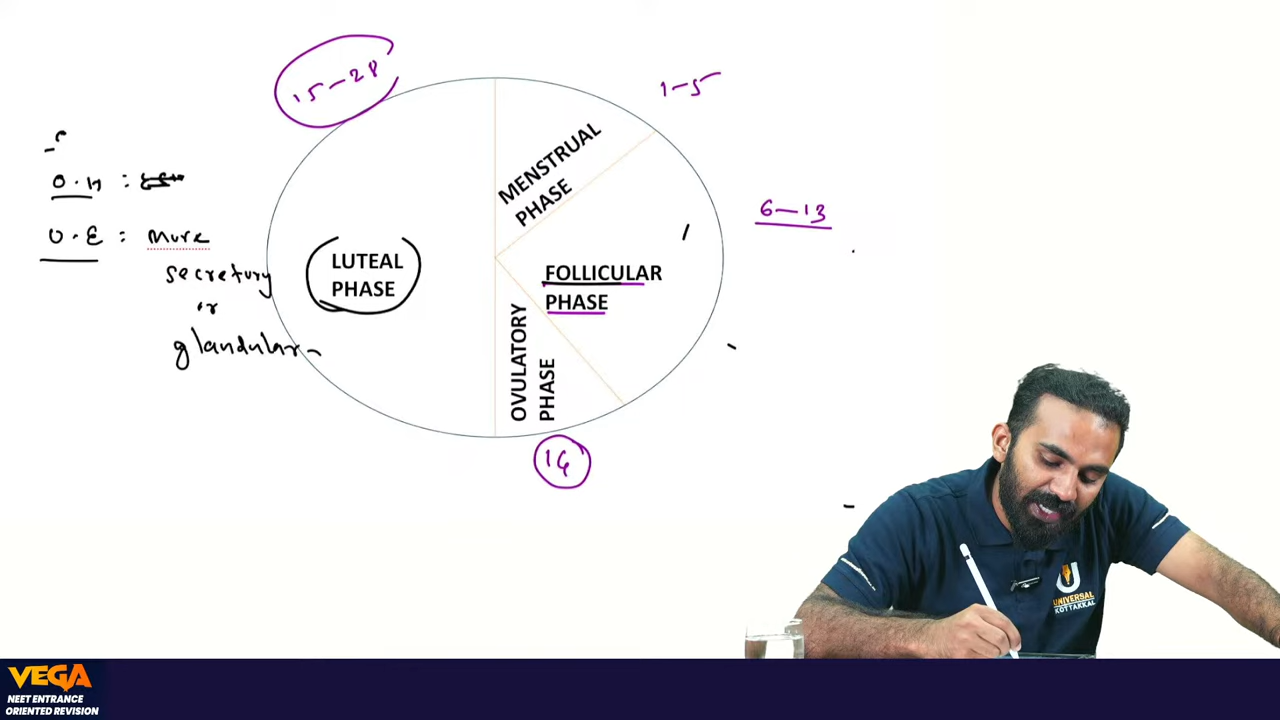 15-28
1-5
MENSTRUAL
PHASE
6-13
O.H :
O.E : more
secretory
or
glandular
LUTEAL
PHASE
FOLLICULAR
PHASE
OVULATORY
PHASE
14
UNIVERSAL
KOTTAKKAL
VEGA
NEET ENTRANCE
ORIENTED REVISION